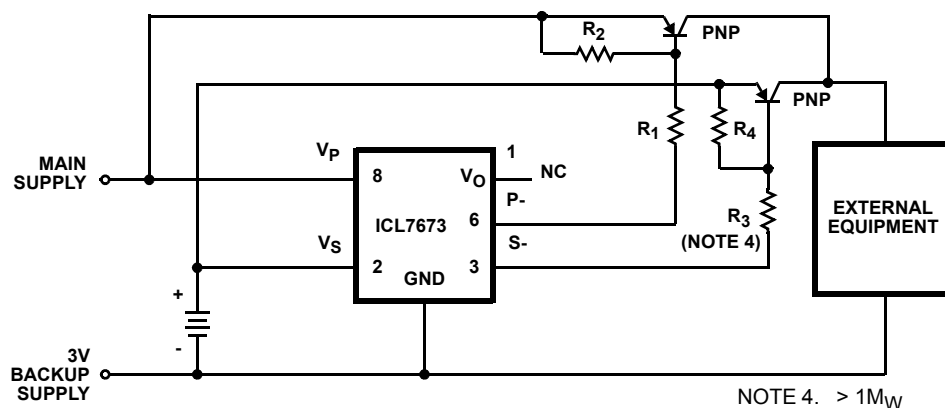 R2
PNP
PNP
R1
R4
MAIN
SUPPLY
VP
8
1
VO
NC
P-
ICL7673
6
R3
(NOTE 4)
EXTERNAL
EQUIPMENT
VS
2
S-
3
GND
+
-
3V
BACKUP
SUPPLY
NOTE 4. > 1MW